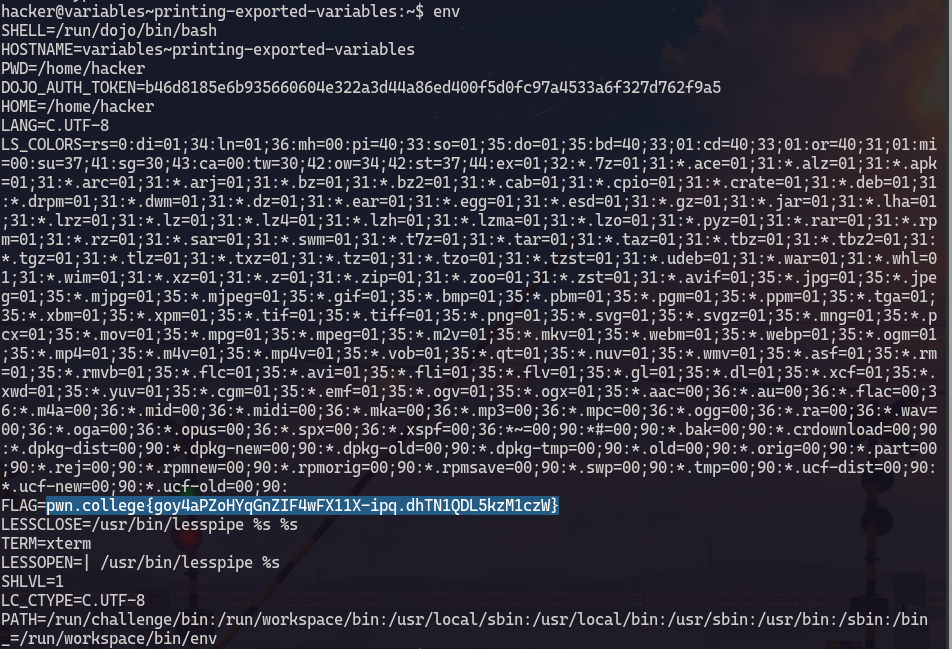 hacker@variables~printing-exported-variables:~$ env
SHELL=/run/dojo/bin/bash
HOSTNAME=variables~printing-exported-variables
PWD=/home/hacker
DOJO_AUTH_TOKEN=b46d8185e6b935660604e322a3d44a86ed400f5d0fc97a4533a6f327d762f9a5
HOME=/home/hacker
LANG=C.UTF-8
LS_COLORS=rs=0:di=01;34:ln=01;36:mh=00:pi=40;33:so=01;35:do=01;35:bd=40;33;01:cd=40;33;01:or=40;31;01:mi
=00:su=37;41:sg=30;43:ca=00:tw=30;42:ow=34;42:st=37;44:ex=01;32:*.7z=01;31:*.ace=01;31:*.alz=01;31:*.apk
=01;31:*.arc=01;31:*.arj=01;31:*.bz=01;31:*.bz2=01;31:*.cab=01;31:*.cpio=01;31:*.crate=01;31:*.deb=01;31
:*.drpm=01;31:*.dwm=01;31:*.dz=01;31:*.ear=01;31:*.egg=01;31:*.esd=01;31:*.gz=01;31:*.jar=01;31:*.lha=01
;31:*.lrz=01;31:*.lz=01;31:*.lz4=01;31:*.lzh=01;31:*.lzma=01;31:*.lzo=01;31:*.pyz=01;31:*.rar=01;31:*.rp
m=01;31:*.rz=01;31:*.sar=01;31:*.swm=01;31:*.t7z=01;31:*.tar=01;31:*.taz=01;31:*.tbz=01;31:*.tbz2=01;31:
*.tgz=01;31:*.tlz=01;31:*.txz=01;31:*.tz=01;31:*.tzo=01;31:*.tzst=01;31:*.udeb=01;31:*.war=01;31:*.whl=0
1;31:*.wim=01;31:*.xz=01;31:*.z=01;31:*.zip=01;31:*.zoo=01;31:*.zst=01;31:*.avif=01;35:*.jpg=01;35:*.jpe
g=01;35:*.mjpg=01;35:*.mjpeg=01;35:*.gif=01;35:*.bmp=01;35:*.pbm=01;35:*.pgm=01;35:*.ppm=01;35:*.tga=01;
35:*.xbm=01;35:*.xpm=01;35:*.tif=01;35:*.tiff=01;35:*.png=01;35:*.svg=01;35:*.svgz=01;35:*.mng=01;35:*.p
cx=01;35:*.mov=01;35:*.mpg=01;35:*.mpeg=01;35:*.m2v=01;35:*.mkv=01;35:*.webm=01;35:*.webp=01;35:*.ogm=01
;35:*.mp4=01;35:*.m4v=01;35:*.mp4v=01;35:*.vob=01;35:*.qt=01;35:*.nuv=01;35:*.wmv=01;35:*.asf=01;35:*.rm
=01;35:*.rmvb=01;35:*.flc=01;35:*.avi=01;35:*.fli=01;35:*.flv=01;35:*.gl=01;35:*.dl=01;35:*.xcf=01;35:*.
xwd=01;35:*.yuv=01;35:*.cgm=01;35:*.emf=01;35:*.ogv=01;35:*.ogx=01;35:*.aac=00;36:*.au=00;36:*.flac=00;3
6:*.m4a=00;36:*.mid=00;36:*.midi=00;36:*.mka=00;36:*.mp3=00;36:*.mpc=00;36:*.ogg=00;36:*.ra=00;36:*.wav=
00;36:*.oga=00;36:*.opus=00;36:*.spx=00;36:*.xspf=00;36:*~=00;90:*#=00;90:*.bak=00;90:*.crdownload=00;90
:*.dpkg-dist=00;90:*.dpkg-new=00;90:*.dpkg-old=00;90:*.dpkg-tmp=00;90:*.old=00;90:*.orig=00;90:*.part=00
;90:*.rej=00;90:*.rpmnew=00;90:*.rpmorig=00;90:*.rpmsave=00;90:*.swp=00;90:*.tmp=00;90:*.ucf-dist=00;90:
*.ucf-new=00;90:*.ucf-old=00;90:
FLAG=pwn.college{goy4aPZoHYqGnZIF4wFX11X-ipq.dhTN1QDL5kzM1czW}
LESSCLOSE=/usr/bin/lesspipe %s %s
TERM=xterm
LESSOPEN=| /usr/bin/lesspipe %s
SHLVL=1
LC_CTYPE=C.UTF-8
PATH=/run/challenge/bin:/run/workspace/bin:/usr/local/sbin:/usr/local/bin:/usr/sbin:/usr/bin:/sbin:/bin
_=/run/workspace/bin/env